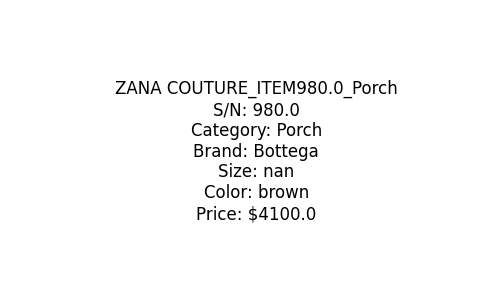 ZANA COUTURE_ITEM980.0_Porch
S/N: 980.0
Category: Porch
Brand: Bottega
Size: nan
Color: brown
Price: $4100.0